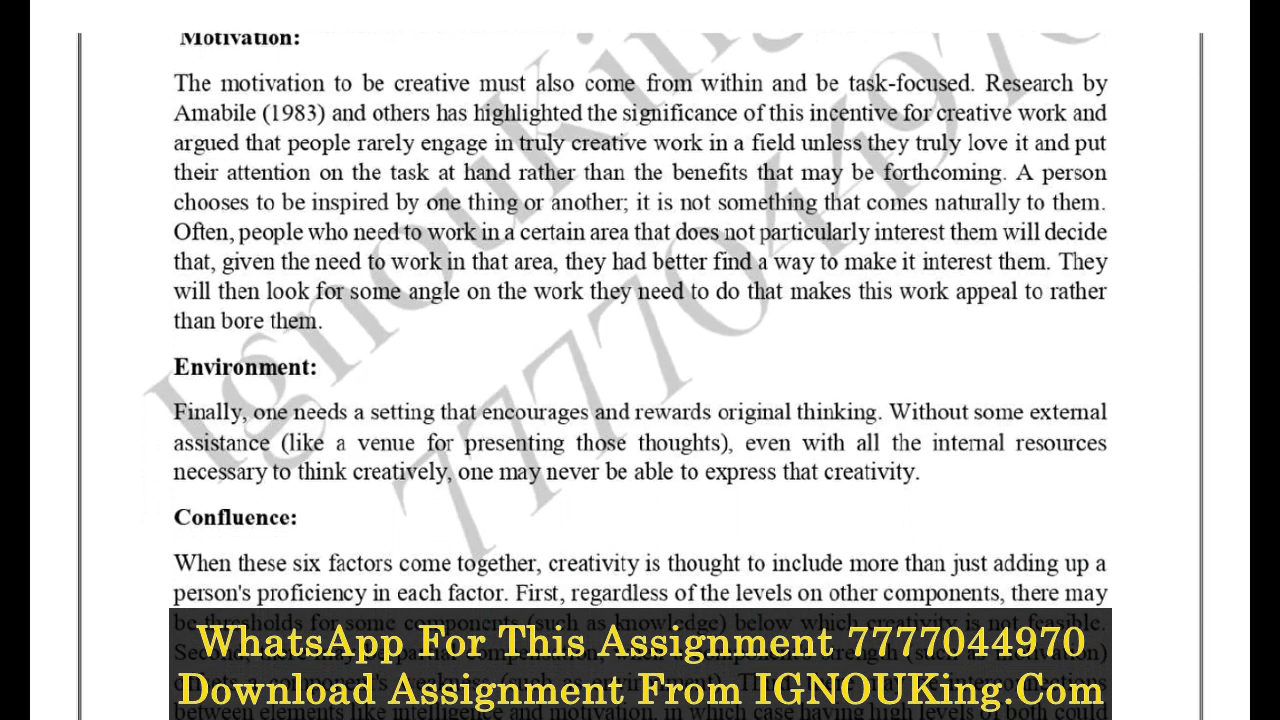 Motivation:
The motivation to be creative must also come from within and be task-focused. Research by
Amabile (1983) and others has highlighted the significance of this incentive for creative work and
argued that people rarely engage in truly creative work in a field unless they truly love it and put
their attention on the task at hand rather than the benefits that may be forthcoming. A person
chooses to be inspired by one thing or another; it is not something that comes naturally to them.
Often, people who need to work in a certain area that does not particularly interest them will decide
that, given the need to work in that area, they had better find a way to make it interest them. They
will then look for some angle on the work they need to do that makes this work appeal to rather
than bore them.
Environment:
Finally, one needs a setting that encourages and rewards original thinking. Without some external
assistance (like a venue for presenting those thoughts), even with all the internal resources
necessary to think creatively, one may never be able to express that creativity.
Confluence:
When these six factors come together, creativity is thought to include more than just adding up a
person's proficiency in each factor. First, regardless of the levels on other components, there may
be thresholds for some components (such as knowledge) below which creativity is not feasible.
WhatsApp For This Assignment 7777044970
Download Assignment From IGNOUKing.Com
between elements like intelligence and motivation, in which case having high levels of both
IgnouKing
7777044970